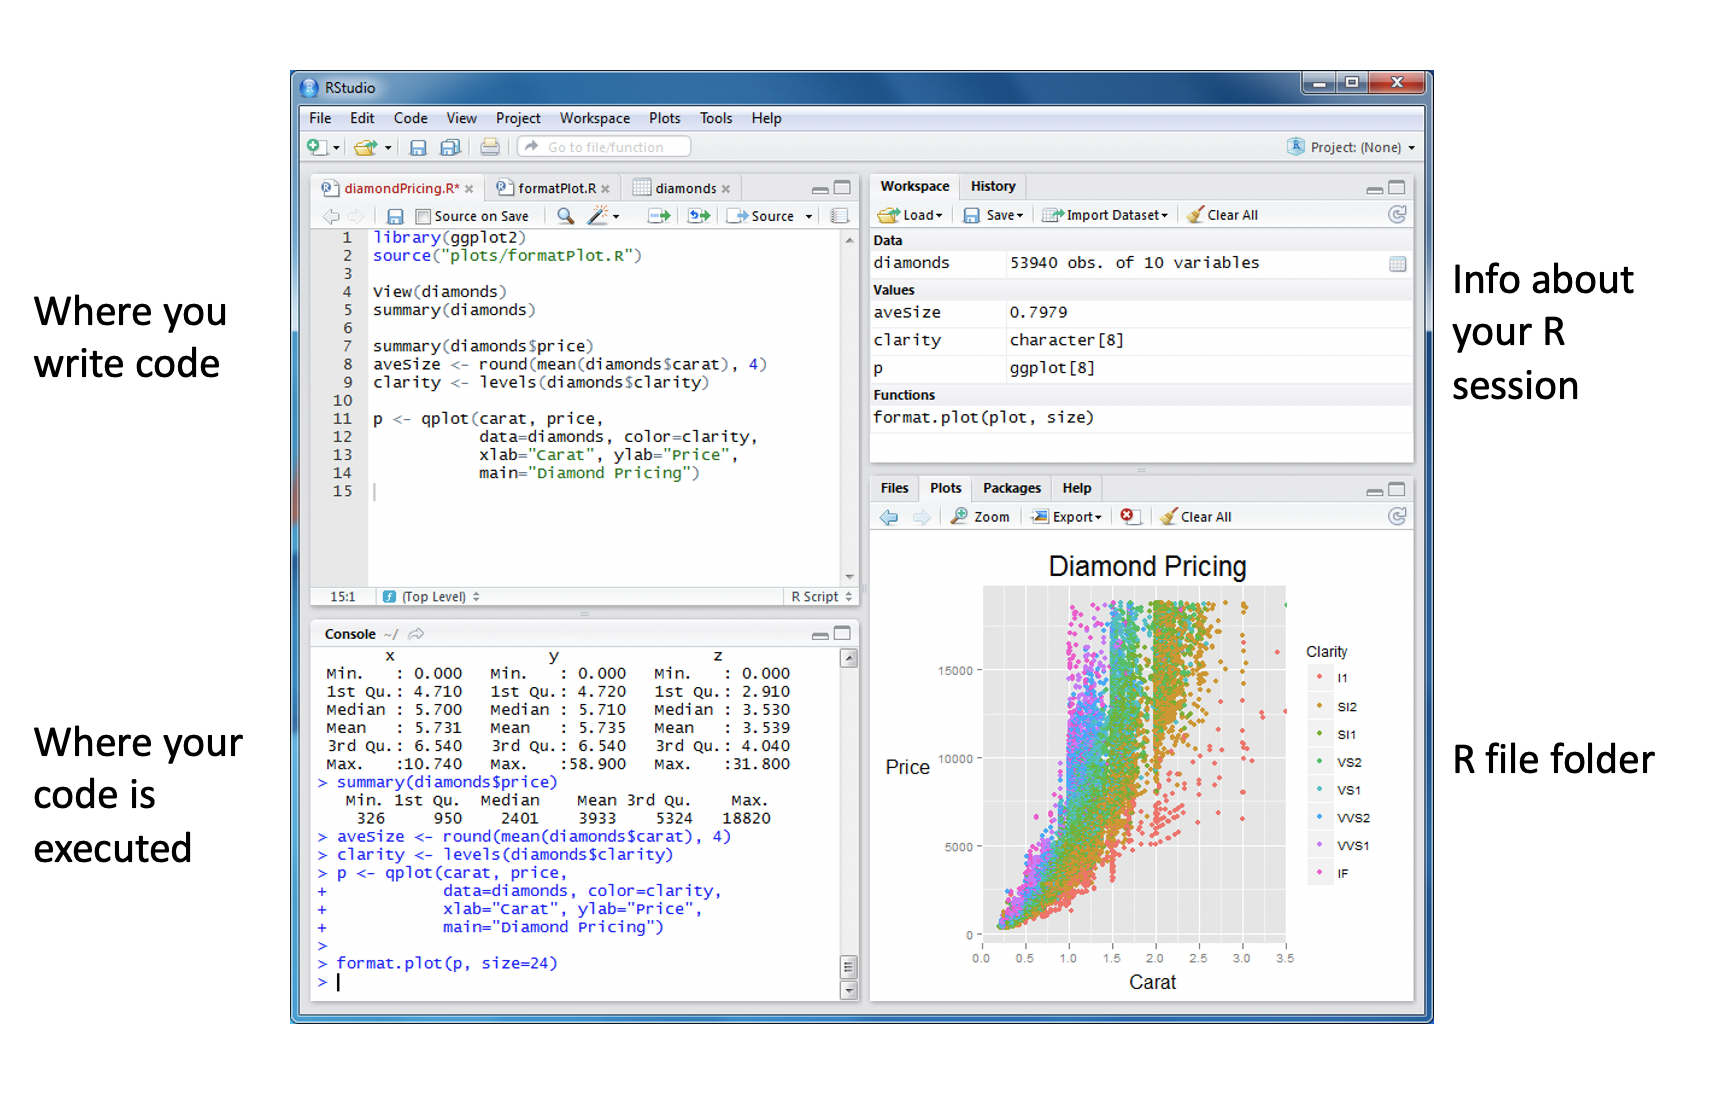 RStudio
File Edit Code View Project Workspace Plots Tools Help
Go to file/function
Project: (None)
Where you
write code
diamondPricing.R* formatPlot.R diamonds
Source on Save Source
1 library(ggplot2)
2 source("plots/formatPlot.R")
3
4 View(diamonds)
5 summary(diamonds)
6
7 summary(diamonds$price)
8 aveSize <- round(mean(diamonds$carat), 4)
9 clarity <- levels(diamonds$clarity)
10
11 p <- qplot(carat, price,
12 data=diamonds, color=clarity,
13 xlab="Carat", ylab="Price",
14 main="Diamond Pricing")
15
15:1 (Top Level) R Script
Workspace History
Load Save Import Dataset Clear All
Data
diamonds 53940 obs. of 10 variables
Values
aveSize 0.7979
clarity character[8]
p ggplot[8]
Functions
format.plot(plot, size)
Info about
your R
session
Where your
code is
executed
Console ~/
x y z
Min. : 0.000 Min. : 0.000 Min. : 0.000
1st Qu.: 4.710 1st Qu.: 4.720 1st Qu.: 2.910
Median : 5.700 Median : 5.710 Median : 3.530
Mean : 5.731 Mean : 5.735 Mean : 3.539
3rd Qu.: 6.540 3rd Qu.: 6.540 3rd Qu.: 4.040
Max. :10.740 Max. :58.900 Max. :31.800
> summary(diamonds$price)
Min. 1st Qu. Median Mean 3rd Qu. Max.
326 950 2401 3933 5324 18820
> aveSize <- round(mean(diamonds$carat), 4)
> clarity <- levels(diamonds$clarity)
> p <- qplot(carat, price,
+ data=diamonds, color=clarity,
+ xlab="Carat", ylab="Price",
+ main="Diamond Pricing")
>
> format.plot(p, size=24)
>
Files Plots Packages Help
Zoom Export Clear All
Diamond Pricing
15000
10000
5000
0
Price
0.0 0.5 1.0 1.5 2.0 2.5 3.0 3.5
Carat
Clarity
I1
SI2
SI1
VS2
VS1
VVS2
VVS1
IF
R file folder